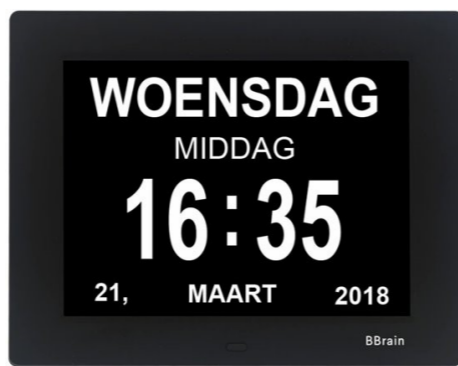 WOENSDAG
MIDDAG
16:35
21, MAART 2018
BBrain